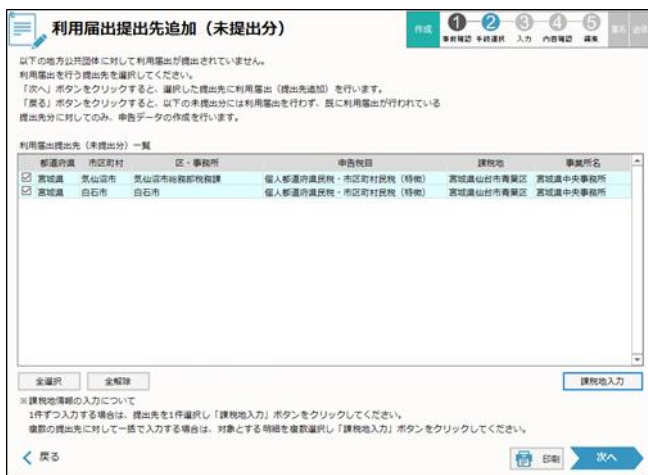 利用届出提出先追加（未提出分）
作成
1 2 3 4 5
事前確認 手続選択 入力 内容確認 編集
署名 送信
以下の地方公共団体に対して利用届出が提出されていません。
利用届出を行う提出先を選択してください。
「次へ」ボタンをクリックすると、選択した提出先に利用届出（提出先追加）を行います。
「戻る」ボタンをクリックすると、以下の未提出分には利用届出を行わず、既に利用届出が行われている
提出先分に対してのみ、申告データの作成を行います。
利用届出提出先（未提出分）一覧
都道府県 市区町村 区・事務所 申告税目 課税地 事業所名
宮城県 気仙沼市 気仙沼市総務部税務課 個人都道府県民税・市区町村民税（特徴） 宮城県仙台市青葉区 宮城県中央事務所
宮城県 白石市 白石市 個人都道府県民税・市区町村民税（特徴） 宮城県仙台市青葉区 宮城県中央事務所
全選択 全解除 課税地入力
※課税地情報の入力について
1件ずつ入力する場合は、提出先を1件選択し「課税地入力」ボタンをクリックしてください。
複数の提出先に対して一括で入力する場合は、対象とする明細を複数選択し「課税地入力」ボタンをクリックしてください。
戻る 印刷 次へ